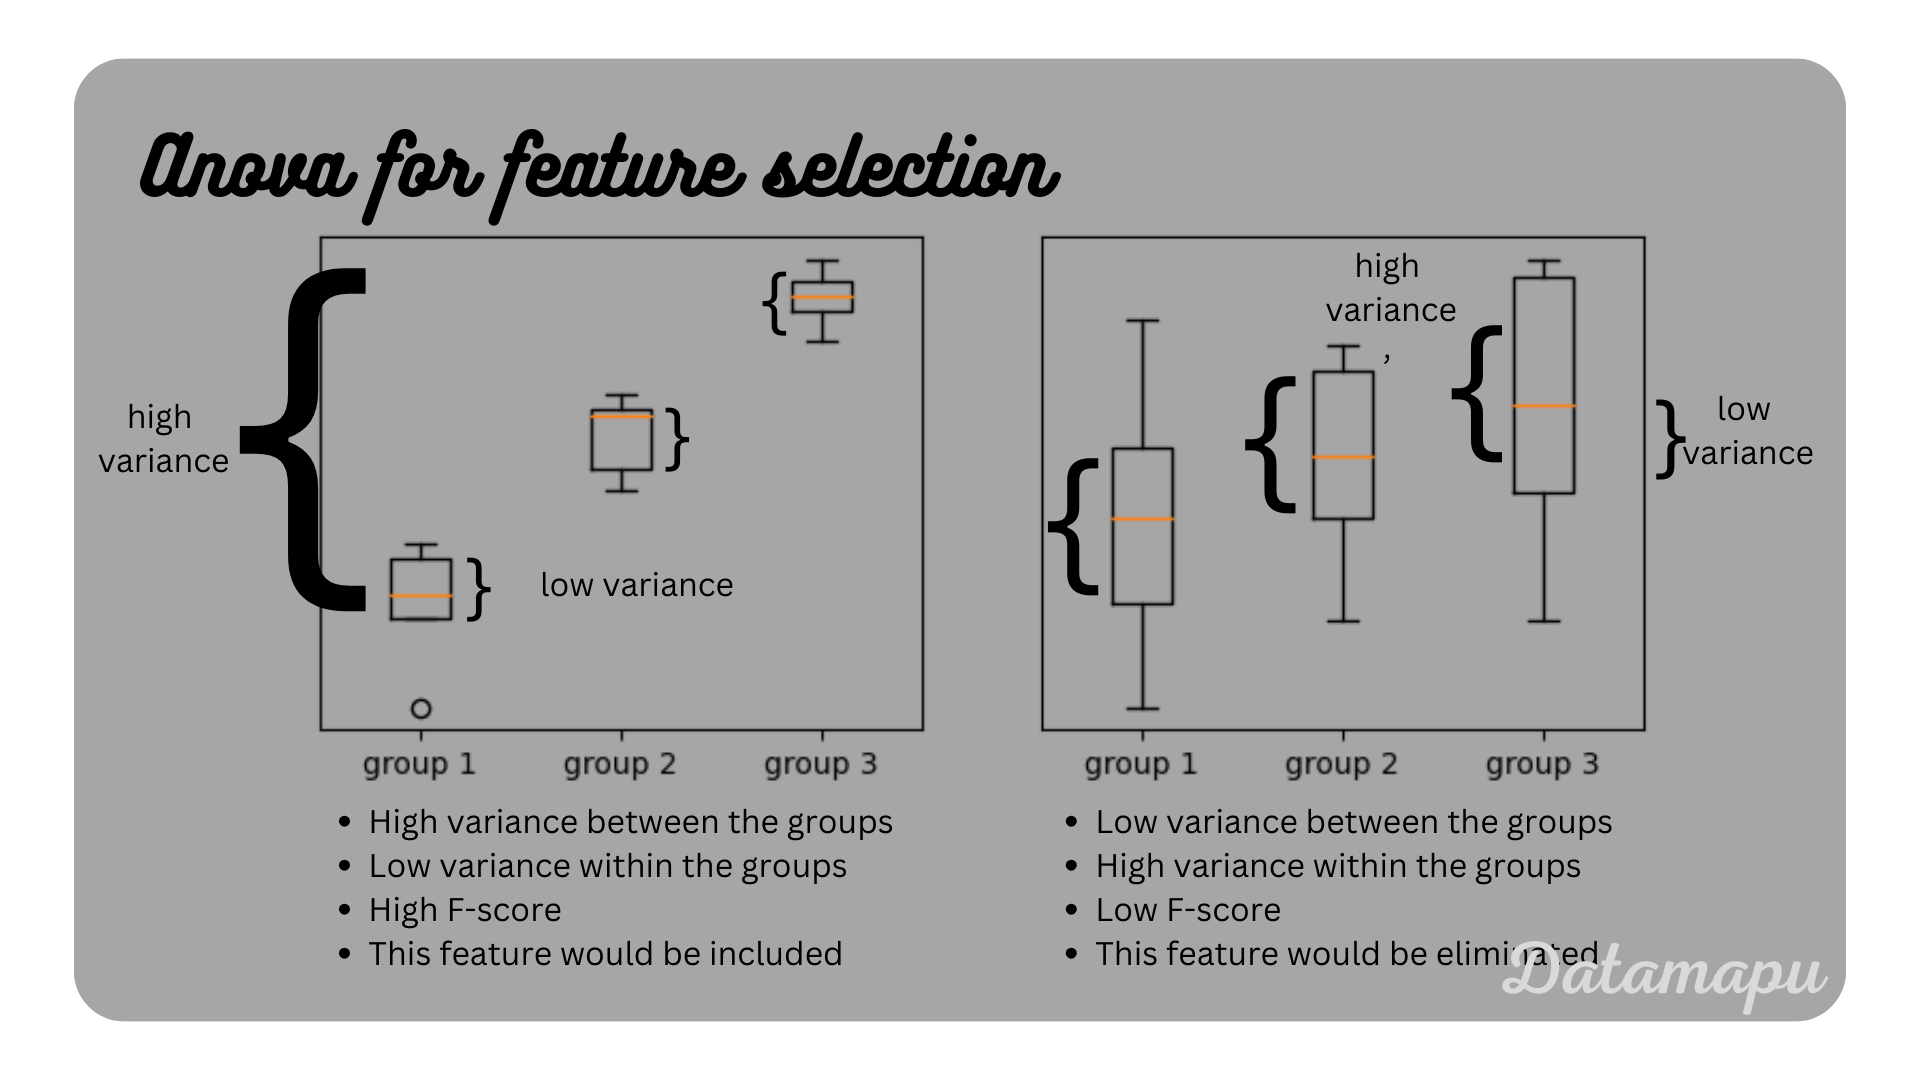 Anova for feature selection
high
variance
low variance
group 1
group 2
group 3
• High variance between the groups
• Low variance within the groups
• High F-score
• This feature would be included
high
variance
,
low
variance
group 1
group 2
group 3
• Low variance between the groups
• High variance within the groups
• Low F-score
• This feature would be eliminated
Datamapu